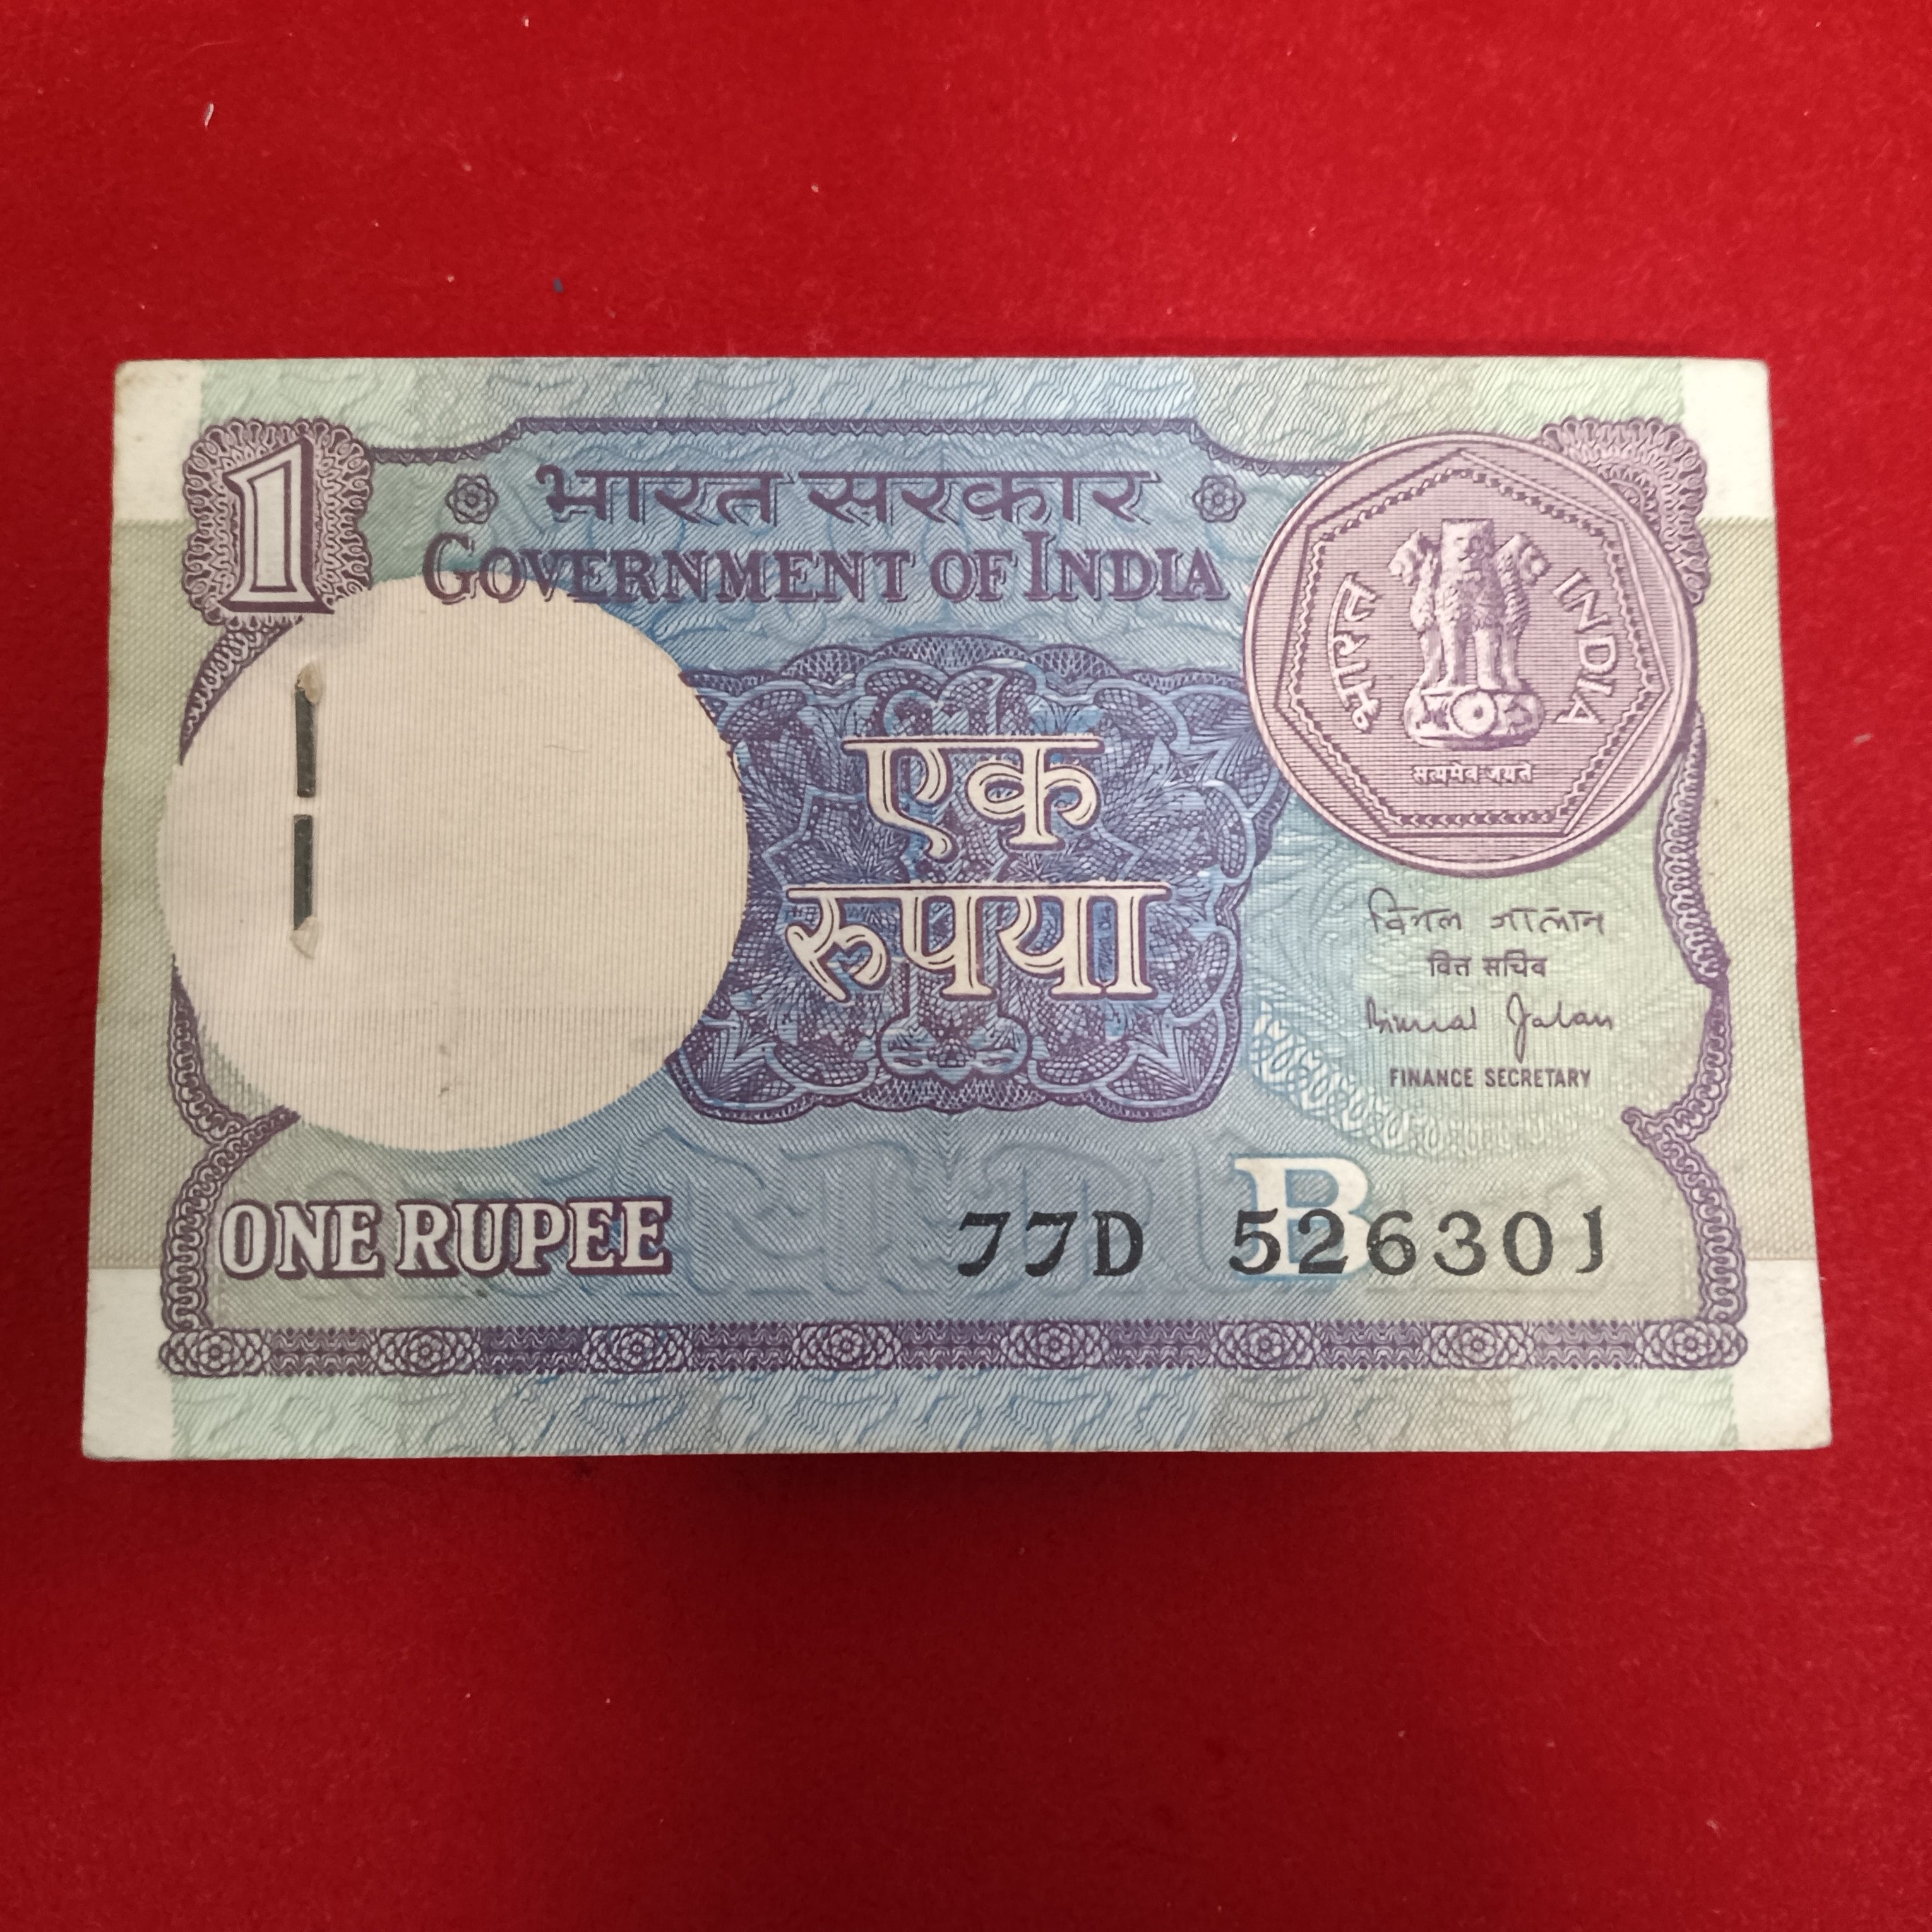 1
भारत सरकार
GOVERNMENT OF INDIA
भारत INDIA
सत्यमेव जयते
एक
रुपया
विमल जालान
वित्त सचिव
Bimal Jalan
FINANCE SECRETARY
B
ONE RUPEE 77D 526301